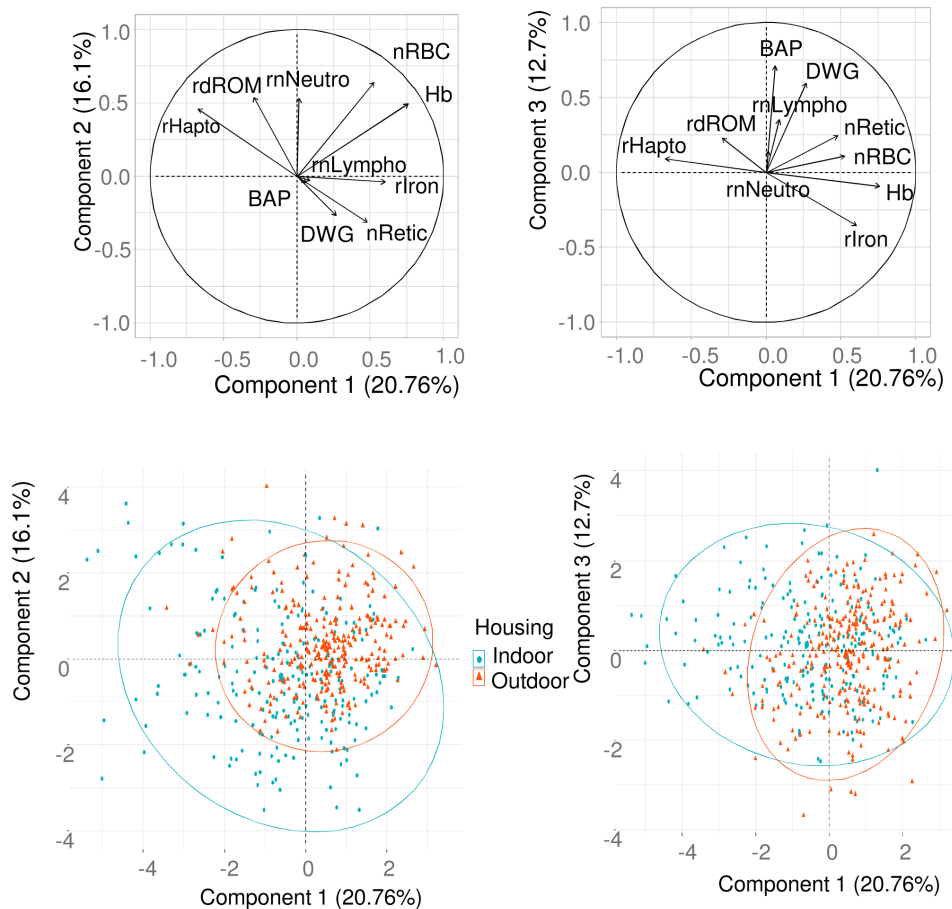 Component 2 (16.1%)
1.0
0.5
0.0
-0.5
-1.0
nRBC
rnNeutro
rdROM
Hb
rHapto
rnLympho
rIron
BAP
DWG
nRetic
-1.0
-0.5
0.0
0.5
1.0
Component 1 (20.76%)
Component 3 (12.7%)
1.0
0.5
0.0
-0.5
-1.0
BAP
DWG
rnLympho
rdROM
nRetic
rHapto
nRBC
rnNeutro
Hb
rIron
-1.0
-0.5
0.0
0.5
1.0
Component 1 (20.76%)
Component 2 (16.1%)
4
2
0
-2
-4
-4
-2
0
2
Component 1 (20.76%)
Housing
Indoor
Outdoor
Component 3 (12.7%)
4
2
0
-2
-4
-4
-2
0
2
Component 1 (20.76%)